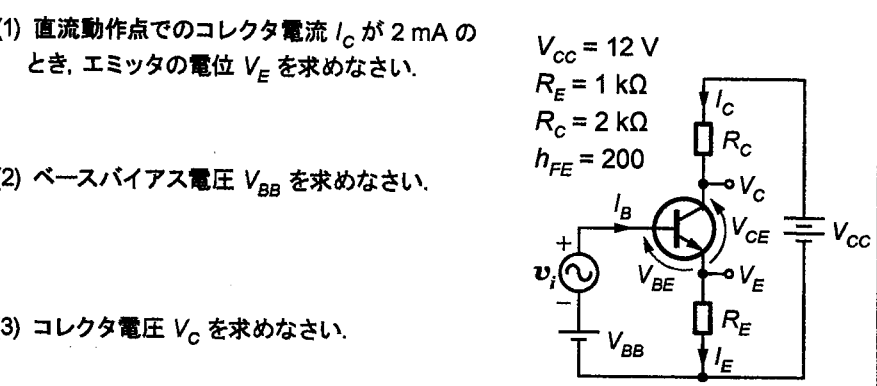 (1) 直流動作点でのコレクタ電流 I_C が 2 mA の
とき, エミッタの電位 V_E を求めなさい.
(2) ベースバイアス電圧 V_BB を求めなさい.
(3) コレクタ電圧 V_C を求めなさい.
V_CC = 12 V
R_E = 1 kΩ
R_C = 2 kΩ
h_FE = 200
I_C
R_C
V_C
I_B
V_CE
V_CC
+
v_i
−
V_BE
V_E
V_BB
R_E
I_E